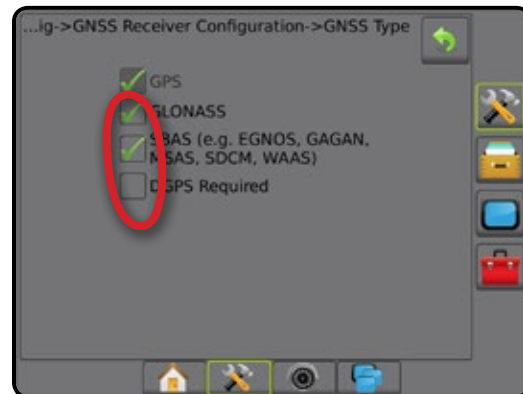 ...ig->GNSS Receiver Configuration->GNSS Type
GPS
GLONASS
SBAS (e.g. EGNOS, GAGAN,
MSAS, SDCM, WAAS)
DGPS Required